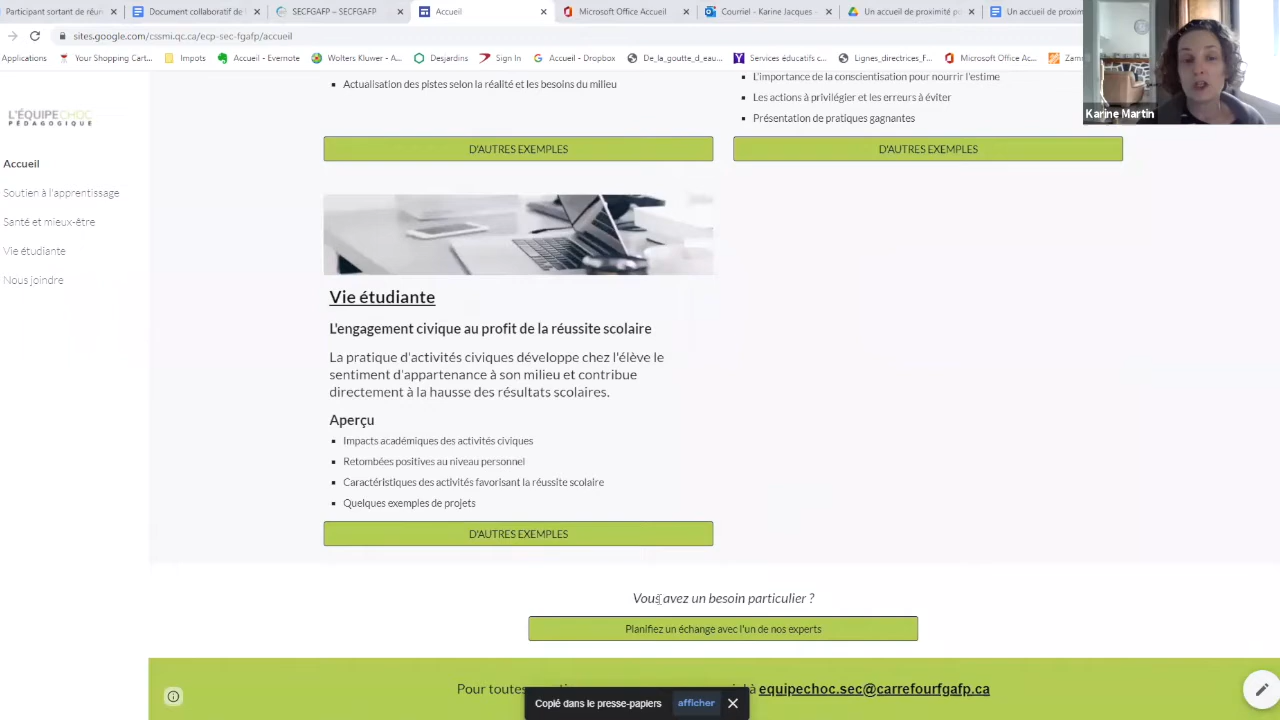 Participant sortant de réun
Document collaboratif de
SECFGAFP – SECFGAFP
Accueil
Microsoft Office Accueil
Courriel – Karine Jacques -
Un accueil de proximité po
Un accueil de proxim
sites.google.com/cssmi.qc.ca/ecp-sec-fgafp/accueil
Applications
Your Shopping Cart...
Impots
Accueil - Evernote
Wolters Kluwer - A...
Desjardins
Sign In
Accueil - Dropbox
De_la_goutte_d_eau...
Services éducatifs c...
Lignes_directrices_F...
Microsoft Office Ac...
Zam
Karine Martin
L'ÉQUIPECHOC
PÉDAGOGIQUE
Accueil
Soutien à l'apprentissage
Santé et mieux-être
Vie étudiante
Nous joindre
Actualisation des pistes selon la réalité et les besoins du milieu
L'importance de la conscientisation pour nourrir l'estime
Les actions à privilégier et les erreurs à éviter
Présentation de pratiques gagnantes
D'AUTRES EXEMPLES
D'AUTRES EXEMPLES
Vie étudiante
L'engagement civique au profit de la réussite scolaire
La pratique d'activités civiques développe chez l'élève le
sentiment d'appartenance à son milieu et contribue
directement à la hausse des résultats scolaires.
Aperçu
Impacts académiques des activités civiques
Retombées positives au niveau personnel
Caractéristiques des activités favorisant la réussite scolaire
Quelques exemples de projets
D'AUTRES EXEMPLES
Vous avez un besoin particulier ?
Planifiez un échange avec l'un de nos experts
Pour toutes à equipechoc.sec@carrefourfgafp.ca
Copié dans le presse-papiers afficher